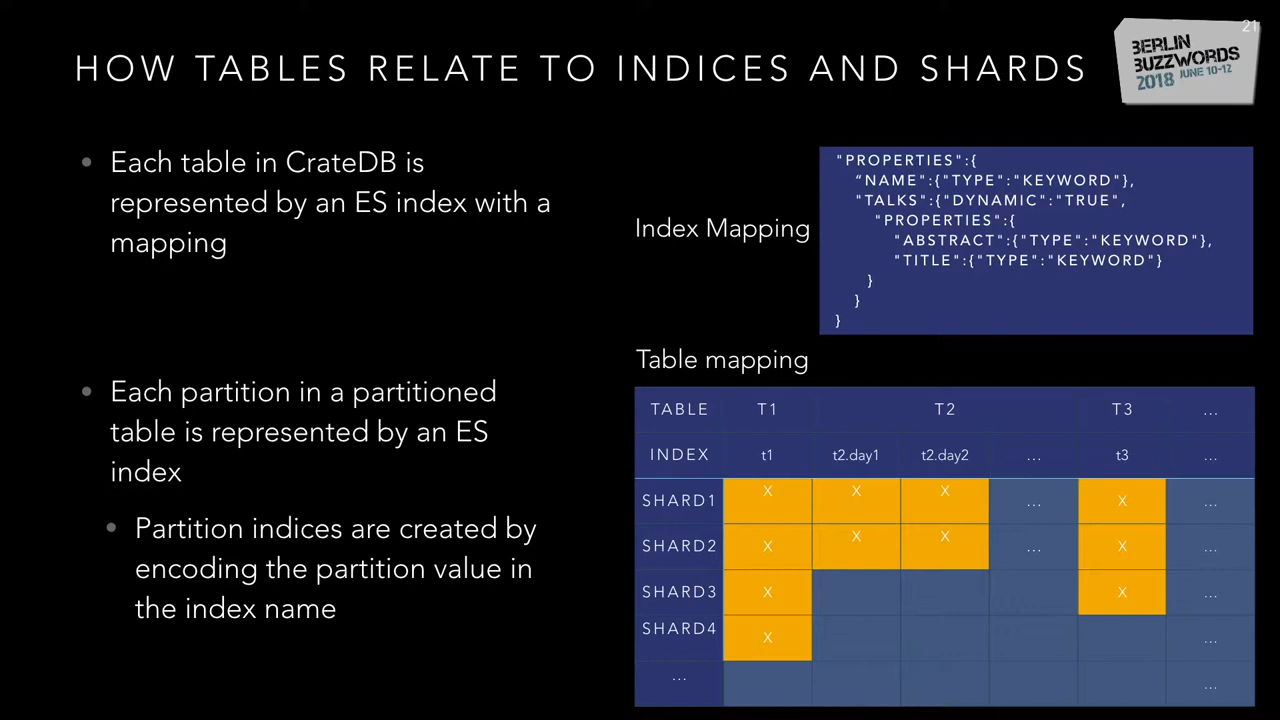 21
HOW TABLES RELATE TO INDICES AND SHARDS
BERLIN
BUZZWORDS
2018 JUNE 10-12
• Each table in CrateDB is
represented by an ES index with a
mapping
Index Mapping
"PROPERTIES":{
“NAME":{"TYPE":"KEYWORD"},
"TALKS":{"DYNAMIC":"TRUE",
"PROPERTIES":{
"ABSTRACT":{"TYPE":"KEYWORD"},
"TITLE":{"TYPE":"KEYWORD"}
}
}
}
• Each partition in a partitioned
table is represented by an ES
index
• Partition indices are created by
encoding the partition value in
the index name
Table mapping
TABLE T1 T2 T3 ...
INDEX t1 t2.day1 t2.day2 ... t3 ...
SHARD1 X X X ... X ...
SHARD2 X X X ... X ...
SHARD3 X X ...
SHARD4 X ...
... ...